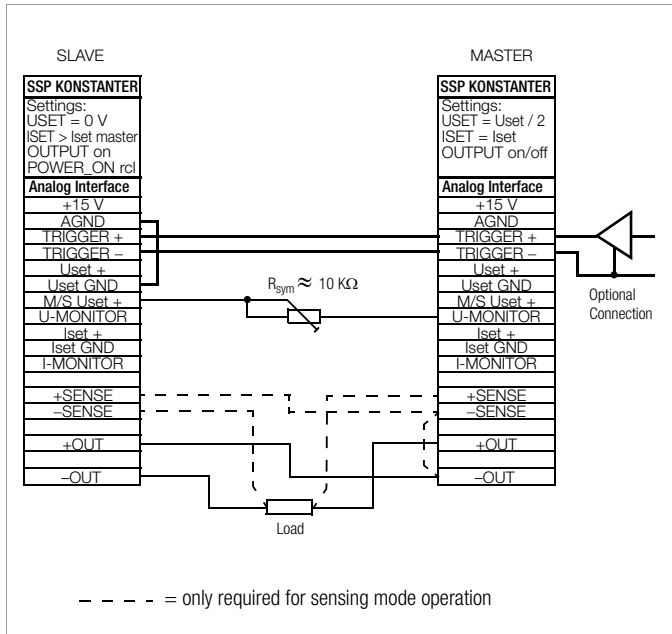 SLAVE
SSP KONSTANTER
Settings:
USET = 0 V
ISET > Iset master
OUTPUT on
POWER_ON rcl
Analog Interface
+15 V
AGND
TRIGGER +
TRIGGER –
Uset +
Uset GND
M/S Uset +
U-MONITOR
Iset +
Iset GND
I-MONITOR
+SENSE
–SENSE
+OUT
–OUT
MASTER
SSP KONSTANTER
Settings:
USET = Uset / 2
ISET = Iset
OUTPUT on/off
Analog Interface
+15 V
AGND
TRIGGER +
TRIGGER –
Uset +
Uset GND
M/S Uset +
U-MONITOR
Iset +
Iset GND
I-MONITOR
+SENSE
–SENSE
+OUT
–OUT
Rsym ≈ 10 KΩ
Optional
Connection
Load
= only required for sensing mode operation